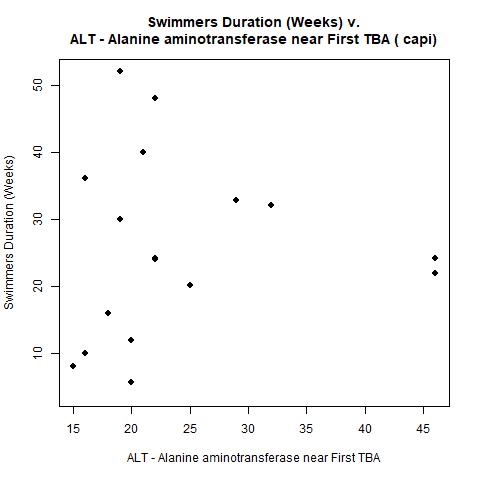 Swimmers Duration (Weeks) v.
ALT - Alanine aminotransferase near First TBA ( capi)
Swimmers Duration (Weeks)
50
40
30
20
10
15 20 25 30 35 40 45
ALT - Alanine aminotransferase near First TBA